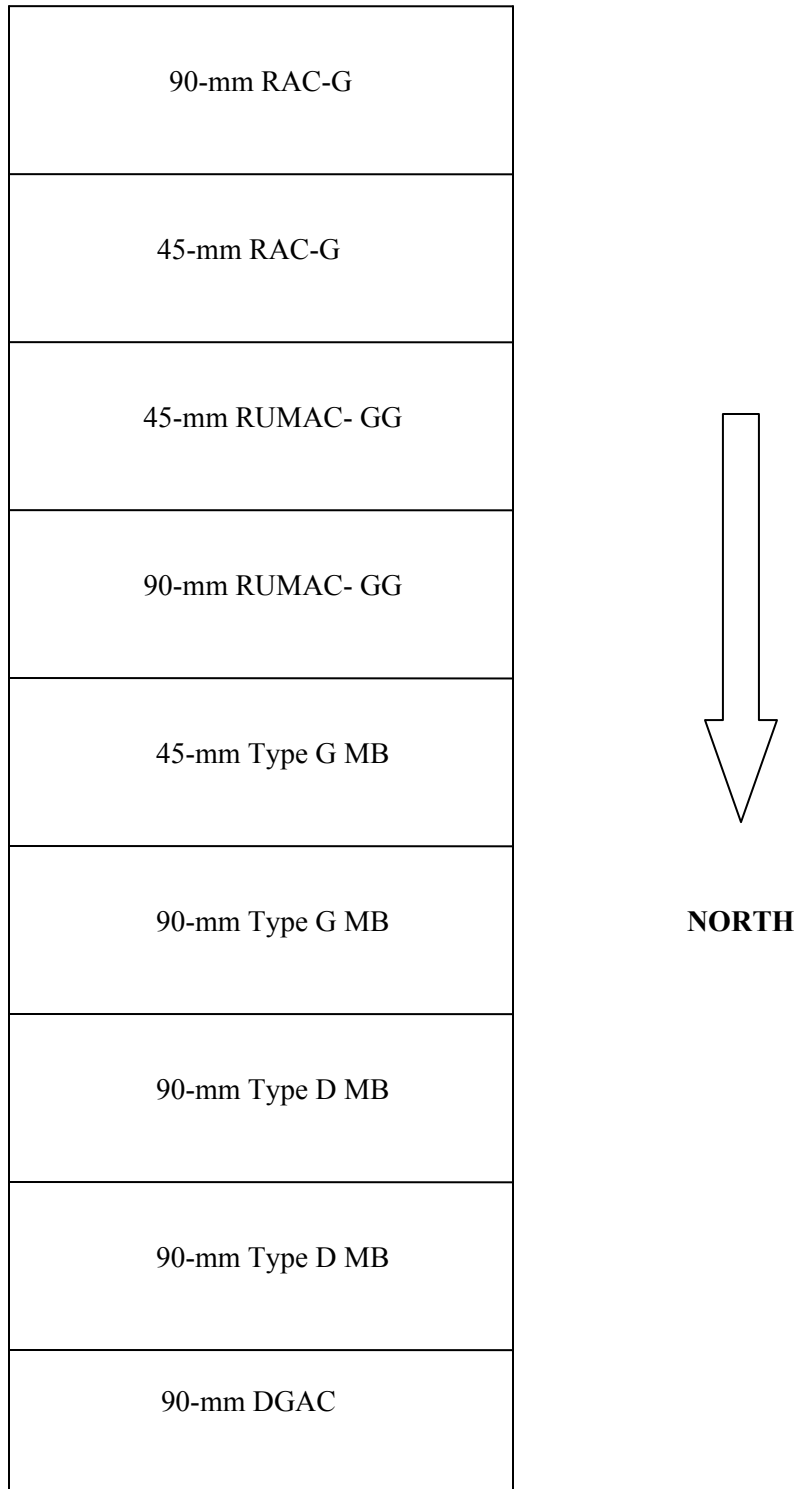 90-mm RAC-G
45-mm RAC-G
45-mm RUMAC- GG
90-mm RUMAC- GG
45-mm Type G MB
90-mm Type G MB
NORTH
90-mm Type D MB
90-mm Type D MB
90-mm DGAC